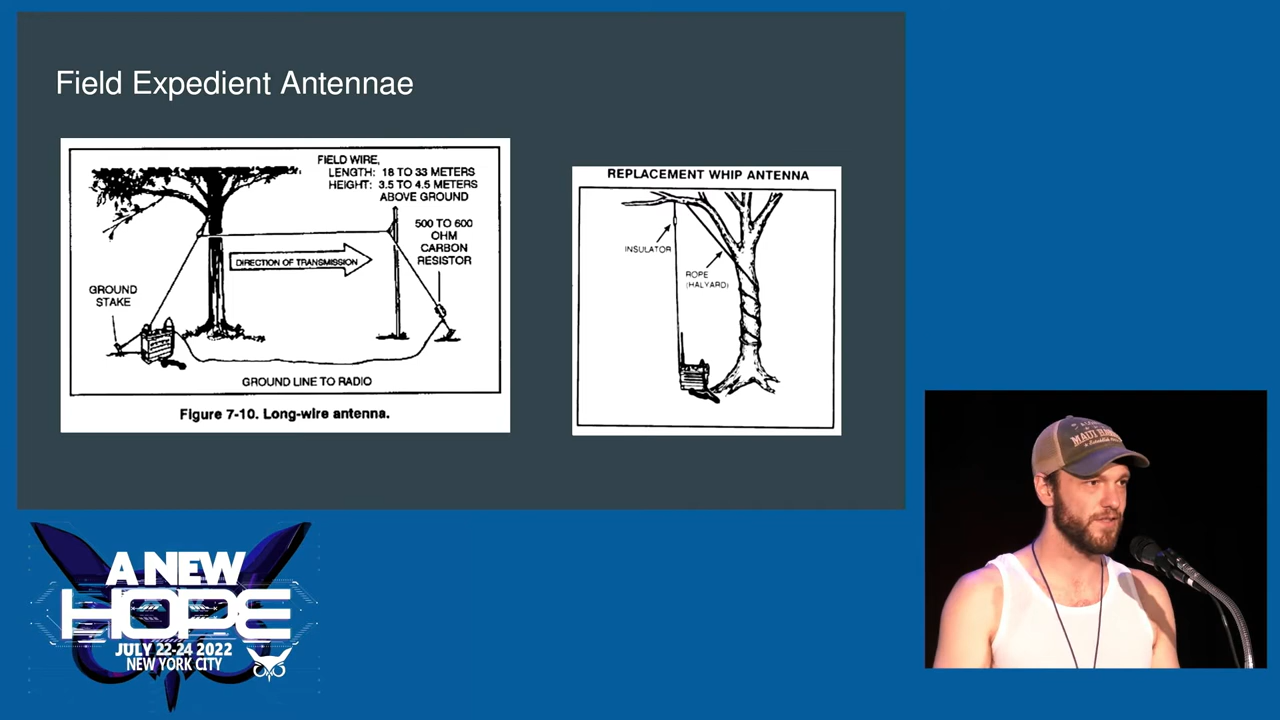 Field Expedient Antennae
FIELD WIRE,
LENGTH: 18 TO 33 METERS
HEIGHT: 3.5 TO 4.5 METERS
ABOVE GROUND
500 TO 600
OHM
CARBON
RESISTOR
DIRECTION OF TRANSMISSION
GROUND
STAKE
GROUND LINE TO RADIO
Figure 7-10. Long-wire antenna.
REPLACEMENT WHIP ANTENNA
INSULATOR
ROPE
(HALYARD)
A NEW
HOPE
JULY 22-24 2022
NEW YORK CITY
MAUI